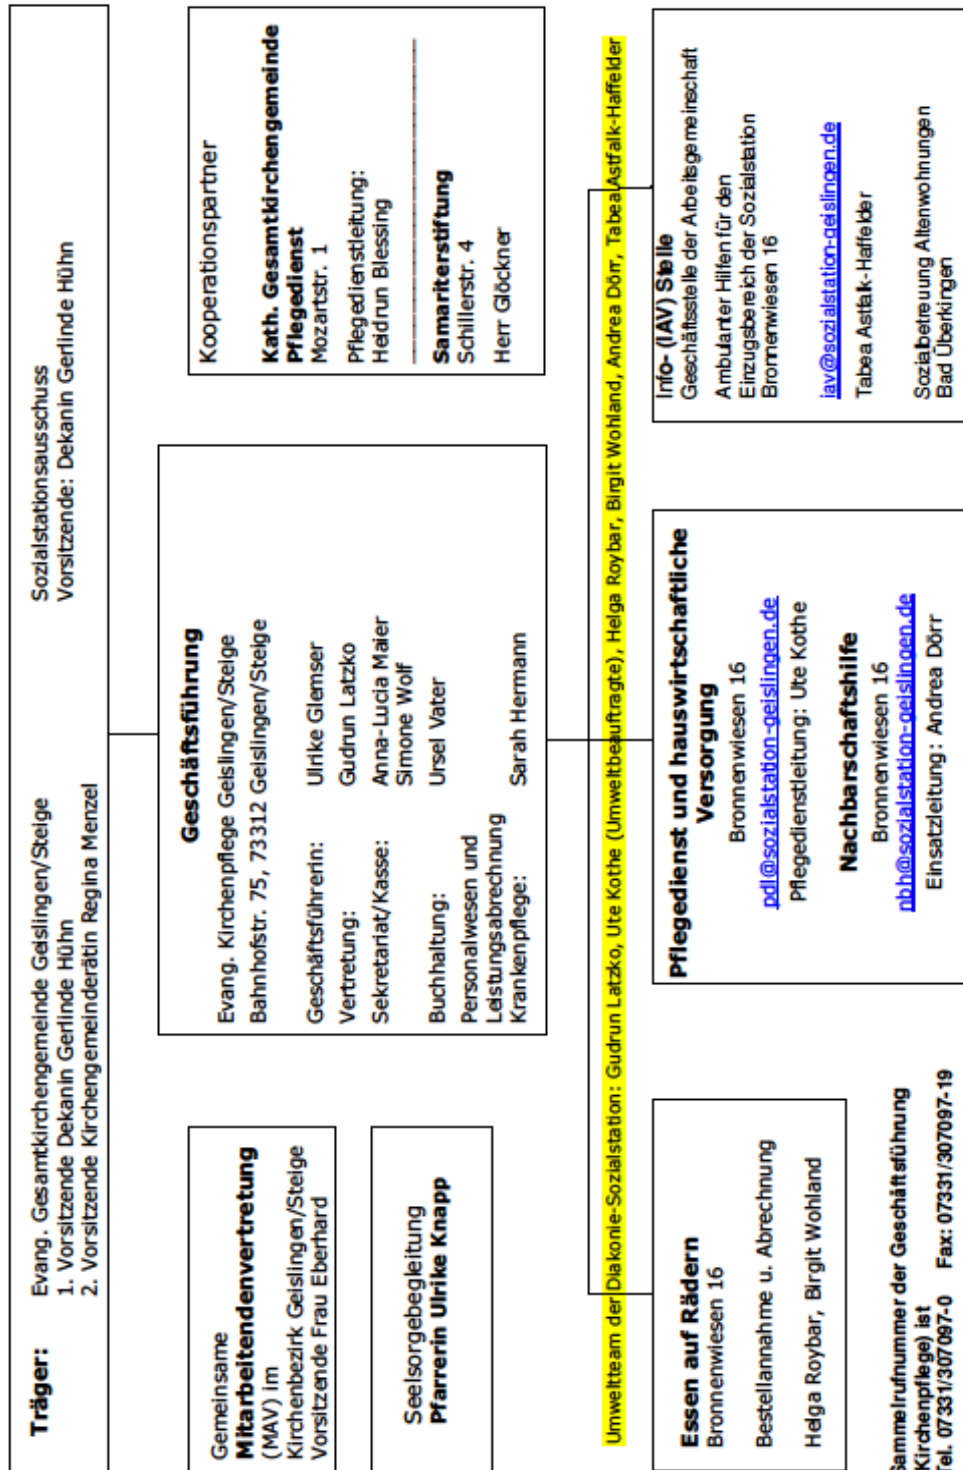 Träger:
Evang. Gesamtkirchengemeinde Geislingen/Steige
1. Vorsitzende Dekanin Gerlinde Hühn
2. Vorsitzende Kirchengemeinderätin Regina Menzel
Sozialstationsausschuss
Vorsitzende: Dekanin Gerlinde Hühn
Gemeinsame
Mitarbeitendenvertretung
(MAV) im
Kirchenbezirk Geislingen/Steige
Vorsitzende Frau Eberhard
Seelsorgebegleitung
Pfarrerin Ulrike Knapp
Geschäftsführung
Evang. Kirchenpflege Geislingen/Steige
Bahnhofstr. 75, 73312 Geislingen/Steige
Geschäftsführerin: Ulrike Glemser
Vertretung: Gudrun Latzko
Sekretariat/Kasse: Anna-Lucia Maier
Simone Wolf
Buchhaltung: Ursel Vater
Personalwesen und
Leistungsabrechnung
Krankenpflege: Sarah Hermann
Kooperationspartner
Kath. Gesamtkirchengemeinde
Pflegedienst
Mozartstr. 1
Pflegedienstleitung:
Heidrun Blessing
Samariterstiftung
Schillerstr. 4
Herr Glöckner
Umweltteam der Diakonie-Sozialstation: Gudrun Latzko, Ute Kothe (Umweltbeauftragte), Helga Roybar, Birgit Wohland, Andrea Dörr, Tabea Astfalk-Haffelder
Essen auf Rädern
Bronnenwiesen 16
Bestellannahme u. Abrechnung
Helga Roybar, Birgit Wohland
Pflegedienst und hauswirtschaftliche
Versorgung
Bronnenwiesen 16
pdl@sozialstation-geislingen.de
Pflegedienstleitung: Ute Kothe
Nachbarschaftshilfe
Bronnenwiesen 16
nbh@sozialstation-geislingen.de
Einsatzleitung: Andrea Dörr
Info- (IAV) Stelle
Geschäftsstelle der Arbeitsgemeinschaft
Ambulanter Hilfen für den
Einzugsbereich der Sozialstation
Bronnenwiesen 16
iav@sozialstation-geislingen.de
Tabea Astfalk-Haffelder
Sozialbetreuung Altenwohnungen
Bad Überkingen
Sammelrufnummer der Geschäftsführung
Kirchenpflege) ist
Tel. 07331/307097-0 Fax: 07331/307097-19